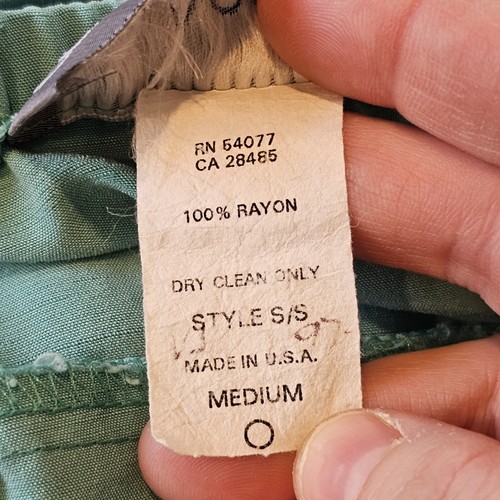 RN 54077
CA 28485
100% RAYON
DRY CLEAN ONLY
STYLE S/S
MADE IN U.S.A.
MEDIUM